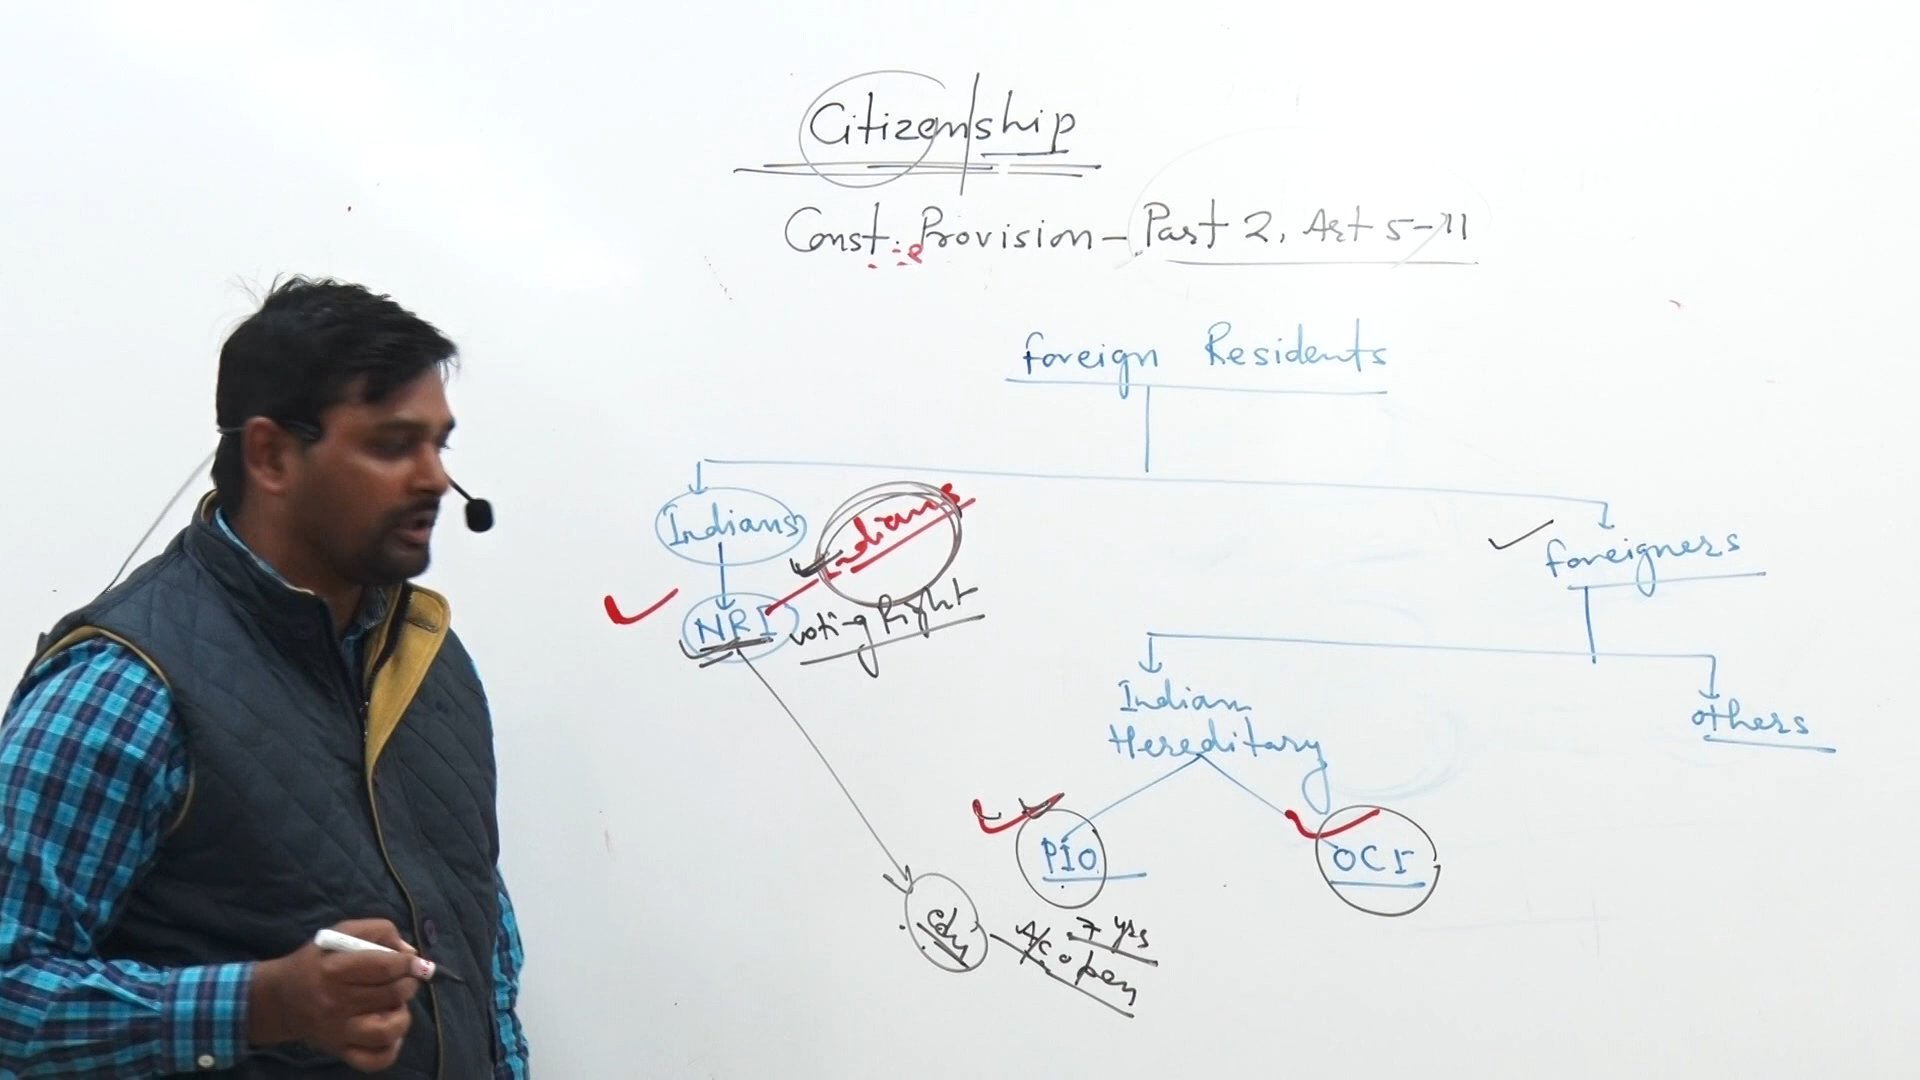 Citizenship
Const. Provision - Part 2, Art 5-11
foreign Residents
Indians
Indians
foreigners
NRI
voting Right
Indian
Hereditary
others
PIO
OCI
edu
7 yrs
A/c open